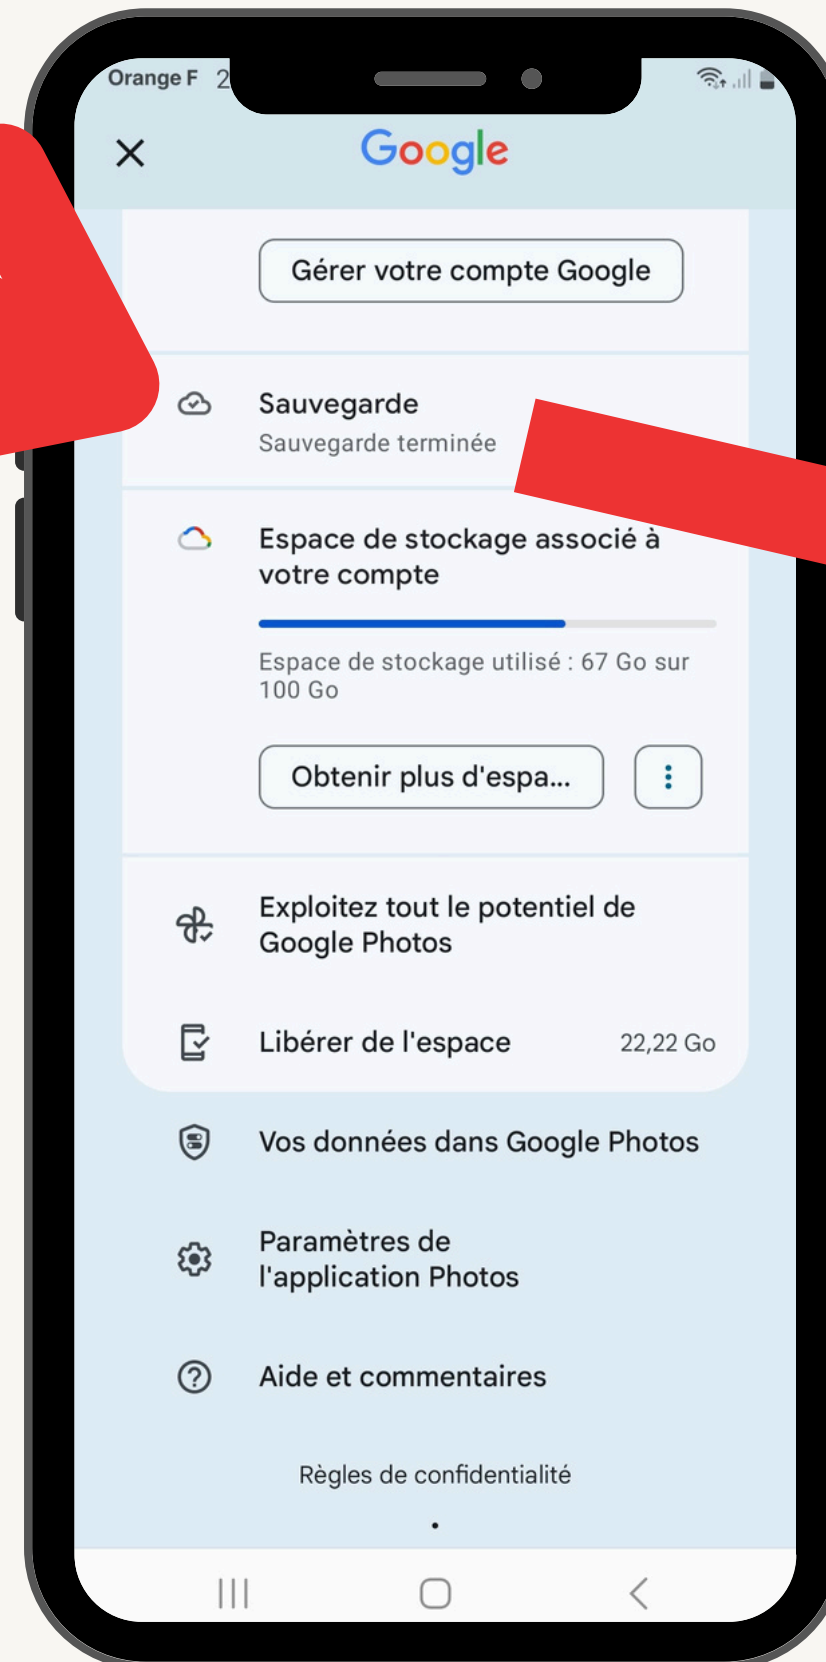 Orange F 2
Google
Gérer votre compte Google
Sauvegarde
Sauvegarde terminée
Espace de stockage associé à
votre compte
Espace de stockage utilisé : 67 Go sur
100 Go
Obtenir plus d'espa...
Exploitez tout le potentiel de
Google Photos
Libérer de l'espace 22,22 Go
Vos données dans Google Photos
Paramètres de
l'application Photos
Aide et commentaires
Règles de confidentialité